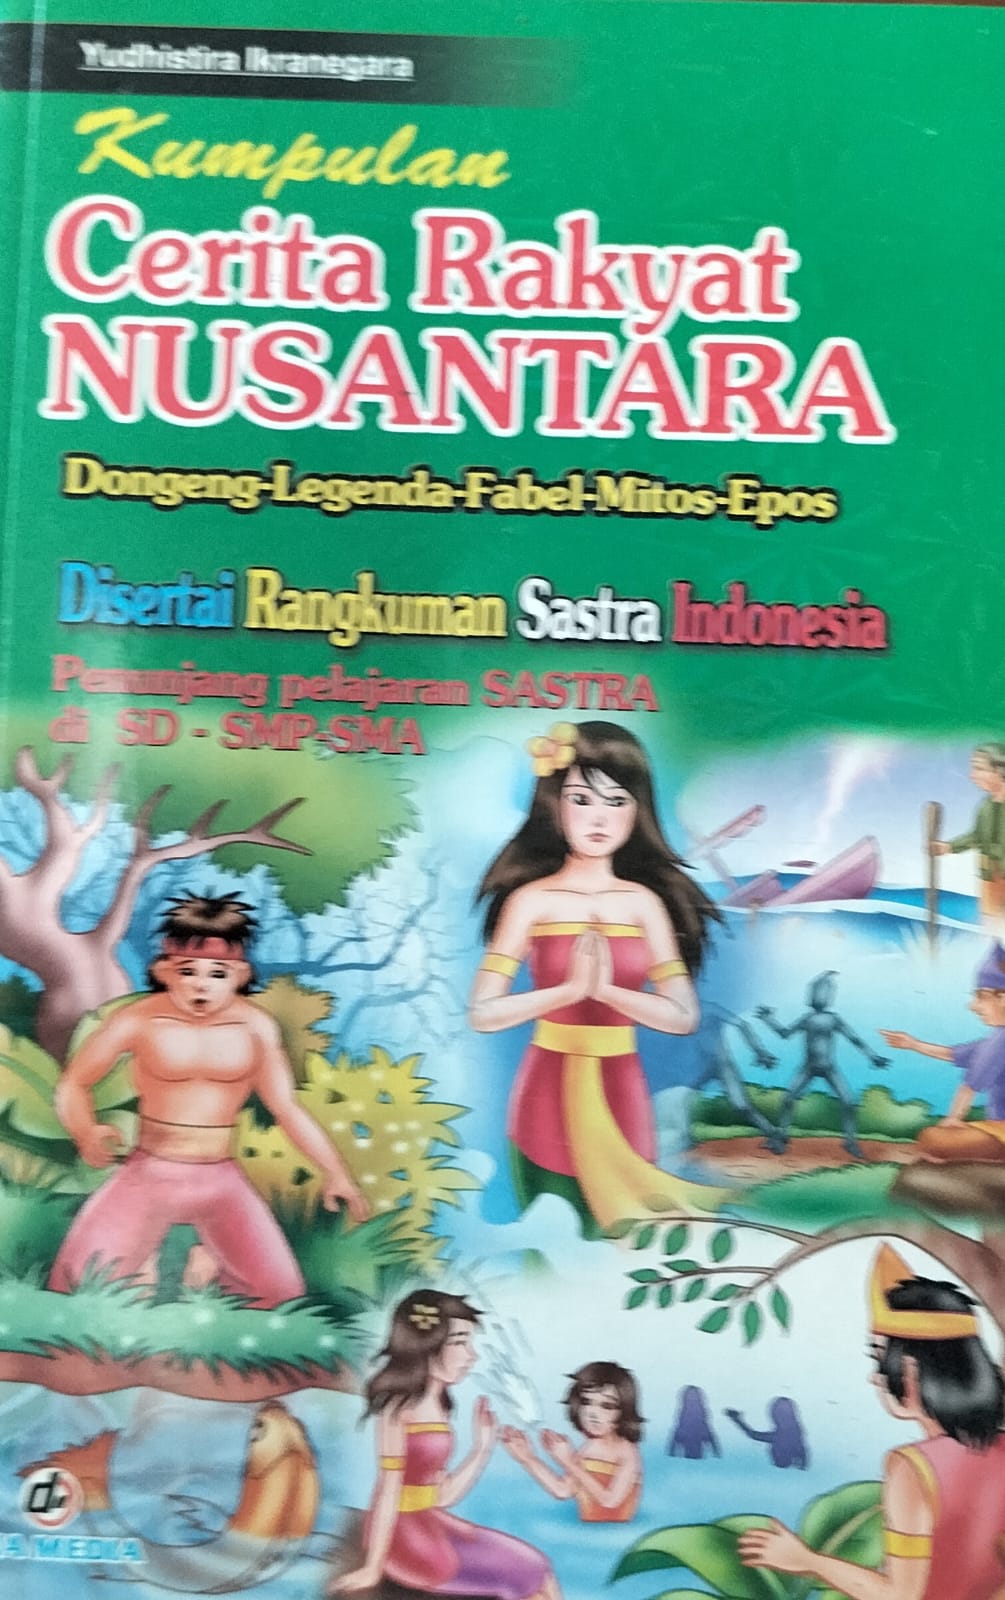 Yudhistira Ikranegara
Kumpulan
Cerita Rakyat
NUSANTARA
Dongeng-Legenda-Fabel-Mitos-Epos
Disertai Rangkuman Sastra Indonesia
Penunjang pelajaran SASTRA
di SD - SMP-SMA
MEDIA